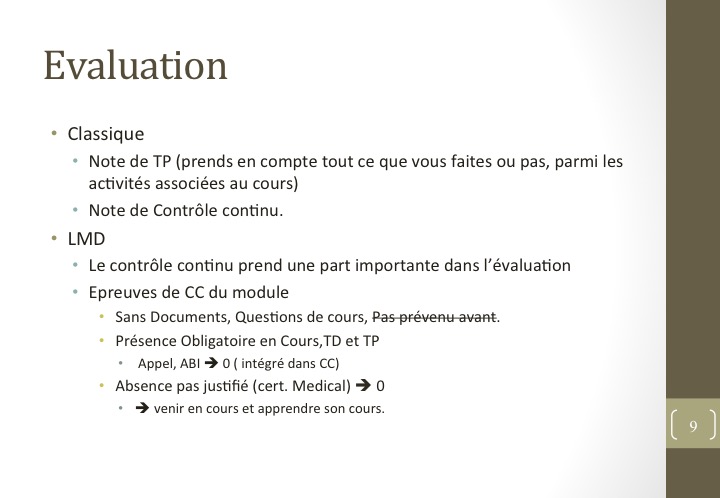 Evaluation
• Classique
• Note de TP (prends en compte tout ce que vous faites ou pas, parmi les
activités associées au cours)
• Note de Contrôle continu.
• LMD
• Le contrôle continu prend une part importante dans l’évaluation
• Epreuves de CC du module
• Sans Documents, Questions de cours, Pas prévenu avant.
• Présence Obligatoire en Cours,TD et TP
• Appel, ABI ➔ 0 ( intégré dans CC)
• Absence pas justifié (cert. Medical) ➔ 0
• ➔ venir en cours et apprendre son cours.
9